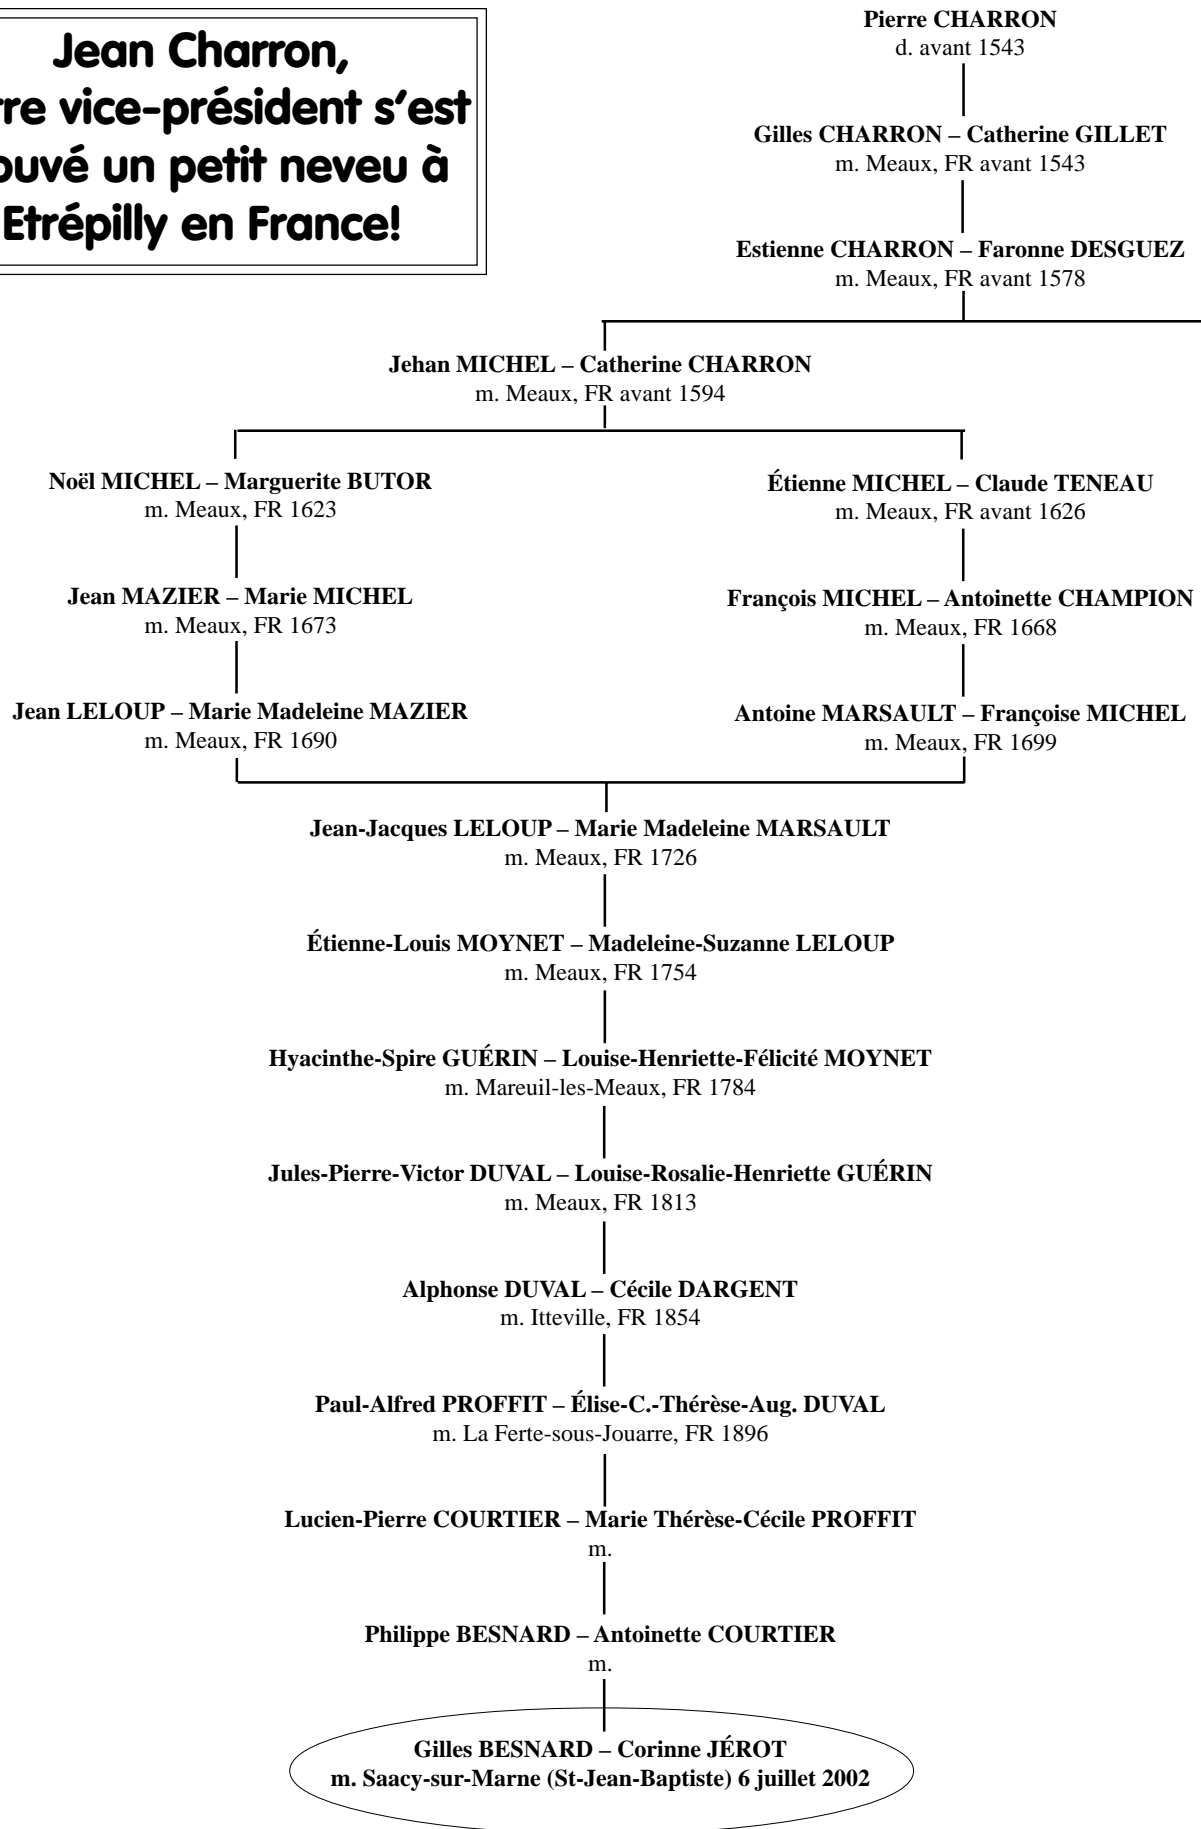 Jean Charron,
re vice-président s'est
ouvé un petit neveu à
Etrépilly en France!
Pierre CHARRON
d. avant 1543
Gilles CHARRON – Catherine GILLET
m. Meaux, FR avant 1543
Estienne CHARRON – Faronne DESGUEZ
m. Meaux, FR avant 1578
Jehan MICHEL – Catherine CHARRON
m. Meaux, FR avant 1594
Noël MICHEL – Marguerite BUTOR
m. Meaux, FR 1623
Étienne MICHEL – Claude TENEAU
m. Meaux, FR avant 1626
Jean MAZIER – Marie MICHEL
m. Meaux, FR 1673
François MICHEL – Antoinette CHAMPION
m. Meaux, FR 1668
Jean LELOUP – Marie Madeleine MAZIER
m. Meaux, FR 1690
Antoine MARSAULT – Françoise MICHEL
m. Meaux, FR 1699
Jean-Jacques LELOUP – Marie Madeleine MARSAULT
m. Meaux, FR 1726
Étienne-Louis MOYNET – Madeleine-Suzanne LELOUP
m. Meaux, FR 1754
Hyacinthe-Spire GUÉRIN – Louise-Henriette-Félicité MOYNET
m. Mareuil-les-Meaux, FR 1784
Jules-Pierre-Victor DUVAL – Louise-Rosalie-Henriette GUÉRIN
m. Meaux, FR 1813
Alphonse DUVAL – Cécile DARGENT
m. Itteville, FR 1854
Paul-Alfred PROFFIT – Élise-C.-Thérèse-Aug. DUVAL
m. La Ferte-sous-Jouarre, FR 1896
Lucien-Pierre COURTIER – Marie Thérèse-Cécile PROFFIT
m.
Philippe BESNARD – Antoinette COURTIER
m.
Gilles BESNARD – Corinne JÉROT
m. Saacy-sur-Marne (St-Jean-Baptiste) 6 juillet 2002